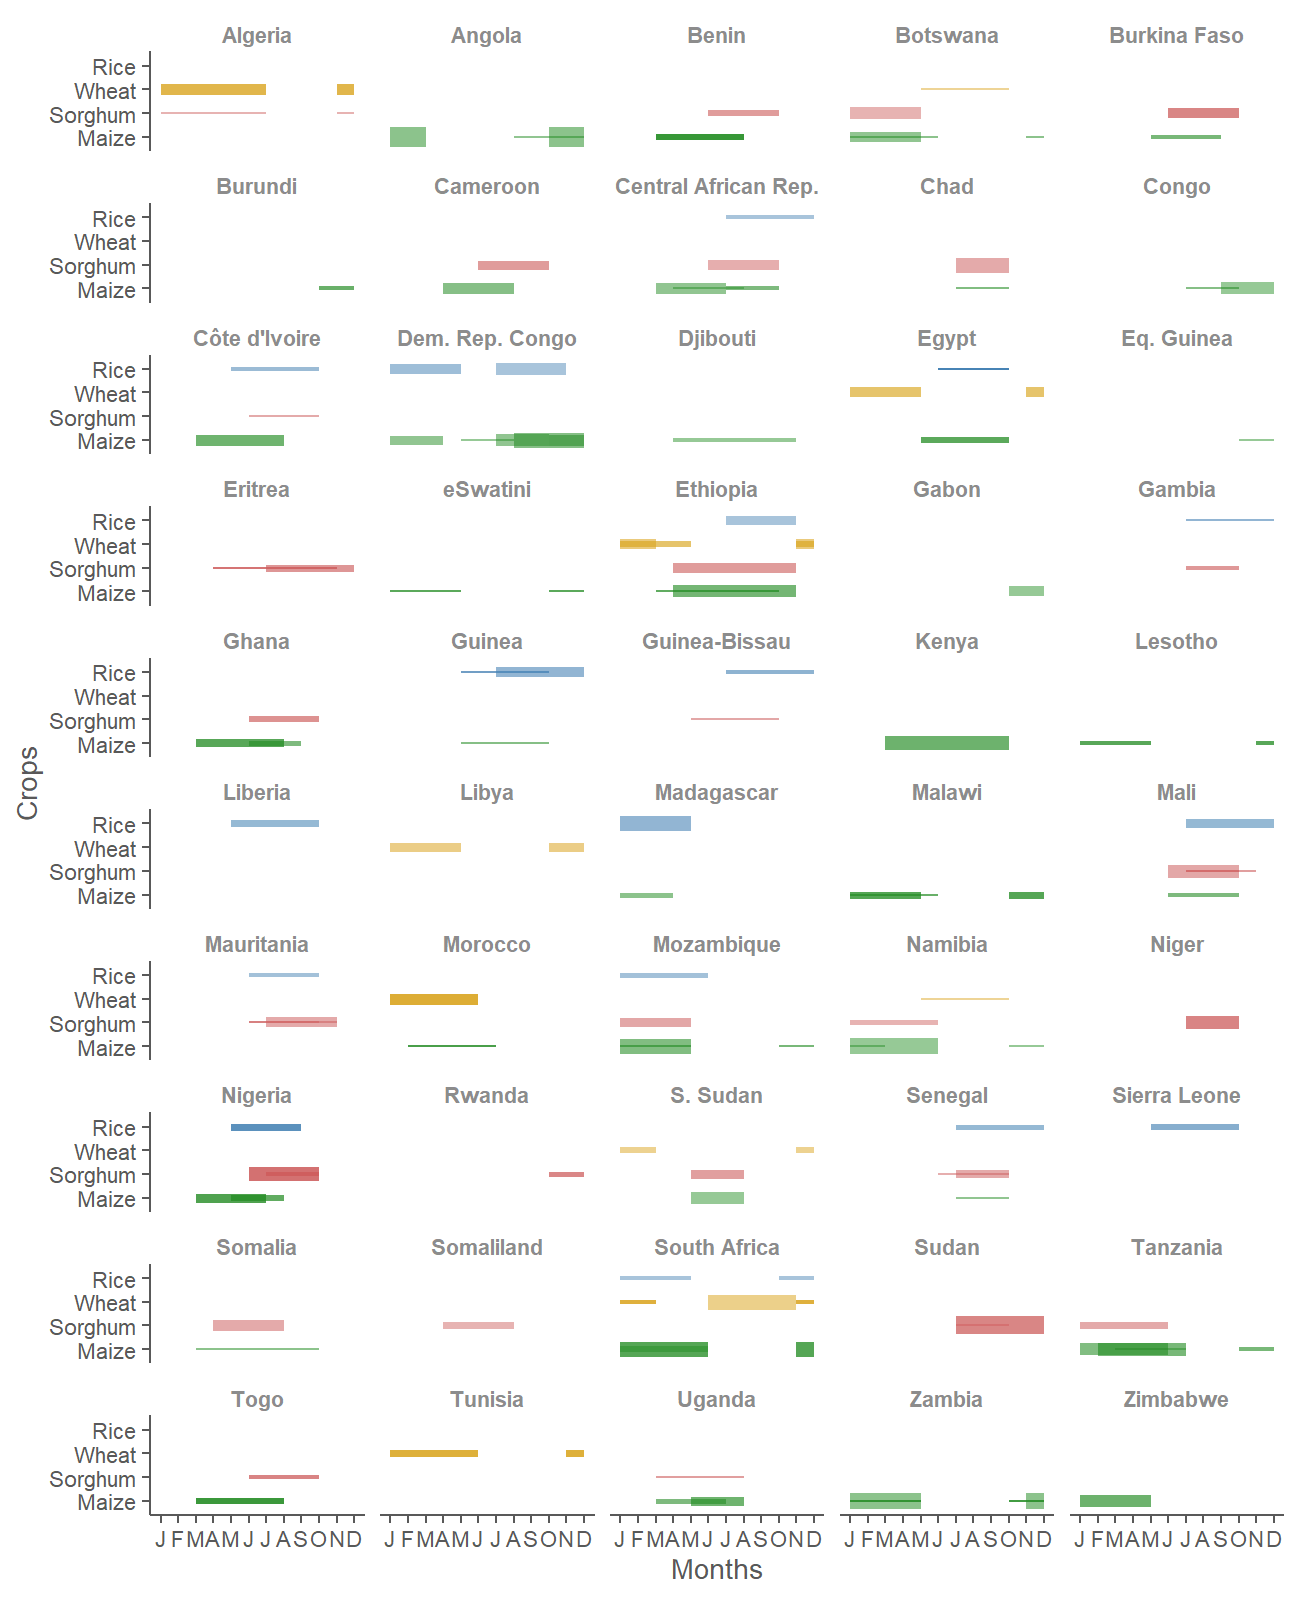 Algeria Angola Benin Botswana Burkina Faso
Rice
Wheat
Sorghum
Maize
Burundi Cameroon Central African Rep. Chad Congo
Rice
Wheat
Sorghum
Maize
Côte d'Ivoire Dem. Rep. Congo Djibouti Egypt Eq. Guinea
Rice
Wheat
Sorghum
Maize
Eritrea eSwatini Ethiopia Gabon Gambia
Rice
Wheat
Sorghum
Maize
Ghana Guinea Guinea-Bissau Kenya Lesotho
Rice
Wheat
Sorghum
Maize
Crops
Liberia Libya Madagascar Malawi Mali
Rice
Wheat
Sorghum
Maize
Mauritania Morocco Mozambique Namibia Niger
Rice
Wheat
Sorghum
Maize
Nigeria Rwanda S. Sudan Senegal Sierra Leone
Rice
Wheat
Sorghum
Maize
Somalia Somaliland South Africa Sudan Tanzania
Rice
Wheat
Sorghum
Maize
Togo Tunisia Uganda Zambia Zimbabwe
Rice
Wheat
Sorghum
Maize
J F M A M J J A S O N D J F M A M J J A S O N D J F M A M J J A S O N D J F M A M J J A S O N D J F M A M J J A S O N D
Months